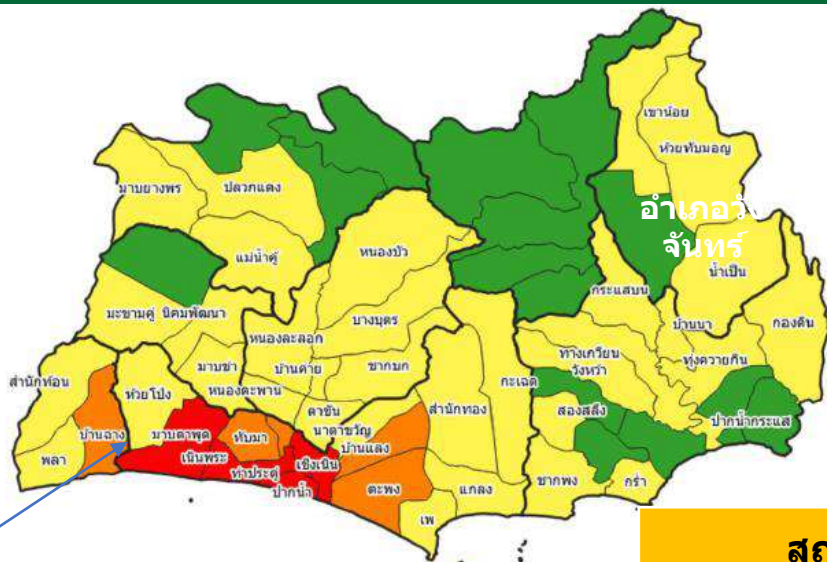 เขาน้อย
ห้วยทับมอญ
มาบยางพร
ปลวกแดง
อำเภอวัง
จันทร์
แม่น้ำคู้
หนองบัว
น้ำเป็น
กระแสบน
มะขามคู่
นิคมพัฒนา
บางบุตร
บ้านนา
กองดิน
หนองละลอก
ทางเกวียน
วังหว้า
ทุ่งควายกิน
มาบข่า
บ้านค่าย
ชากบก
สำนักท้อน
ห้วยโป่ง
หนองตะพาน
กะเฉด
ตาขัน
สำนักทอง
สองสลึง
ปากน้ำกระแส
นาตาขวัญ
บ้านฉาง
มาบตาพุด
ทับมา
บ้านแลง
พลา
เนินพระ
เชิงเนิน
ท่าประดู่
ปากน้ำ
ตะพง
แกลง
ชากพง
กร่ำ
เพ